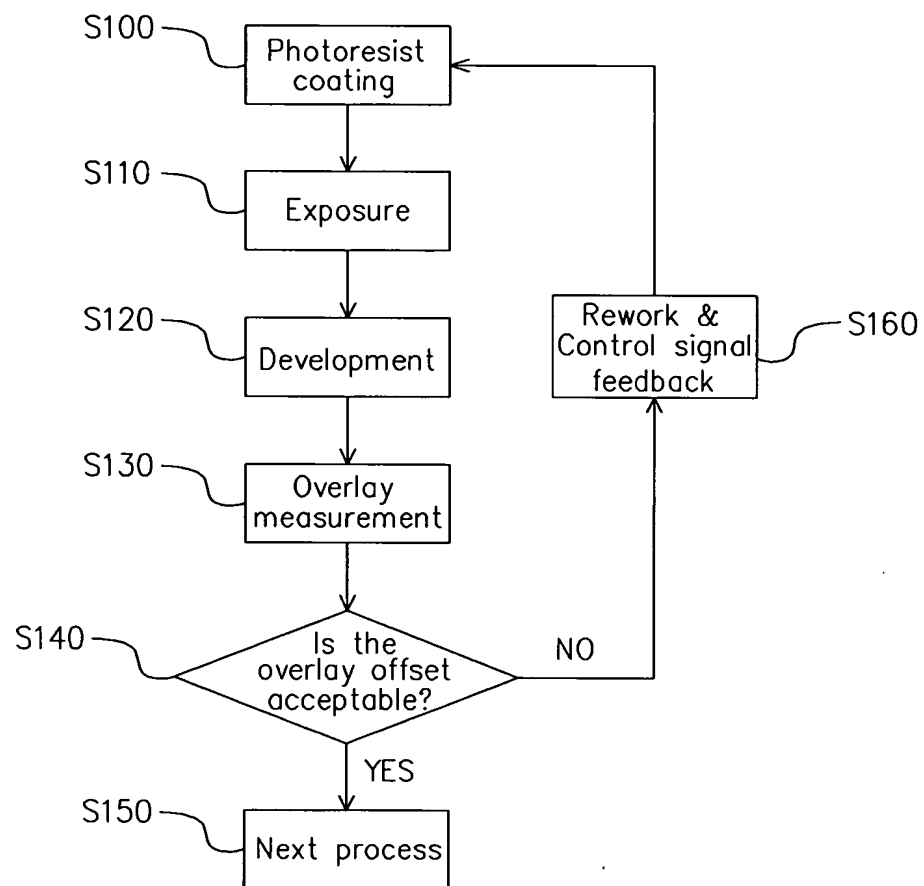 S100
Photoresist
coating
S110
Exposure
S120
Development
Rework &
Control signal
feedback
S160
S130
Overlay
measurement
S140
Is the
overlay offset
acceptable?
NO
YES
S150
Next process